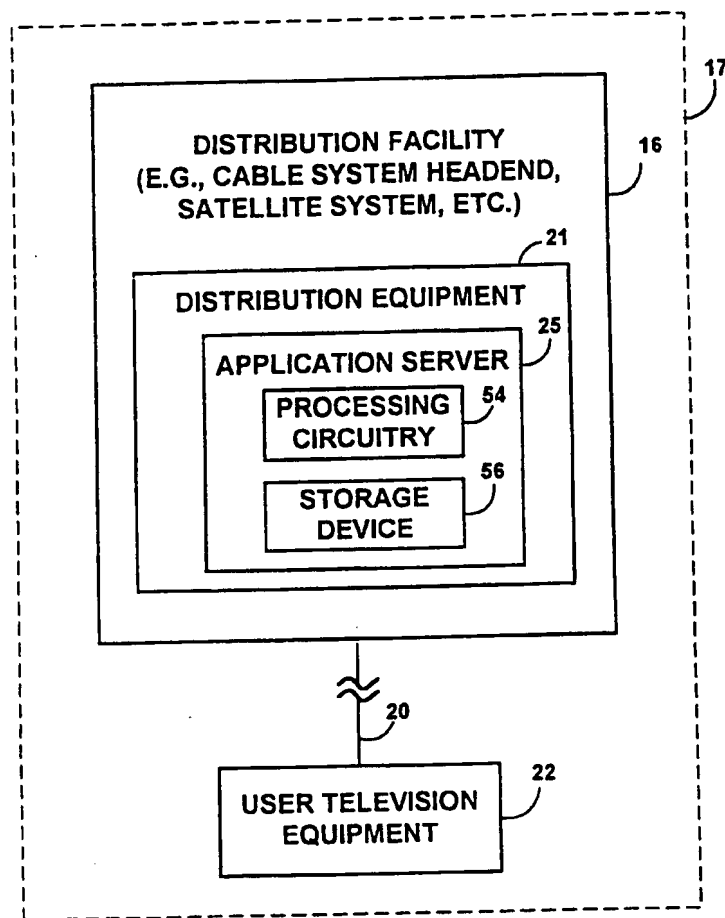 17
16
DISTRIBUTION FACILITY
(E.G., CABLE SYSTEM HEADEND,
SATELLITE SYSTEM, ETC.)
21
DISTRIBUTION EQUIPMENT
25
APPLICATION SERVER
54
PROCESSING
CIRCUITRY
56
STORAGE
DEVICE
20
22
USER TELEVISION
EQUIPMENT